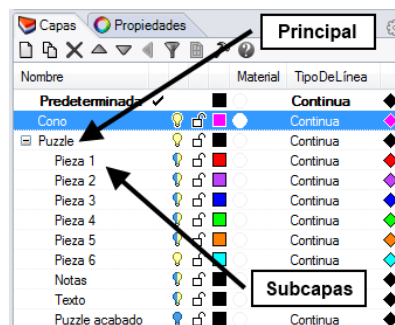 Capas Propiedades
Principal
Nombre Material TipoDeLínea
Predeterminada Continua
Cono Continua
Puzzle Continua
Pieza 1 Continua
Pieza 2 Continua
Pieza 3 Continua
Pieza 4 Continua
Pieza 5 Continua
Pieza 6 Continua
Notas Continua
Subcapas
Texto
Puzzle acabado Continua